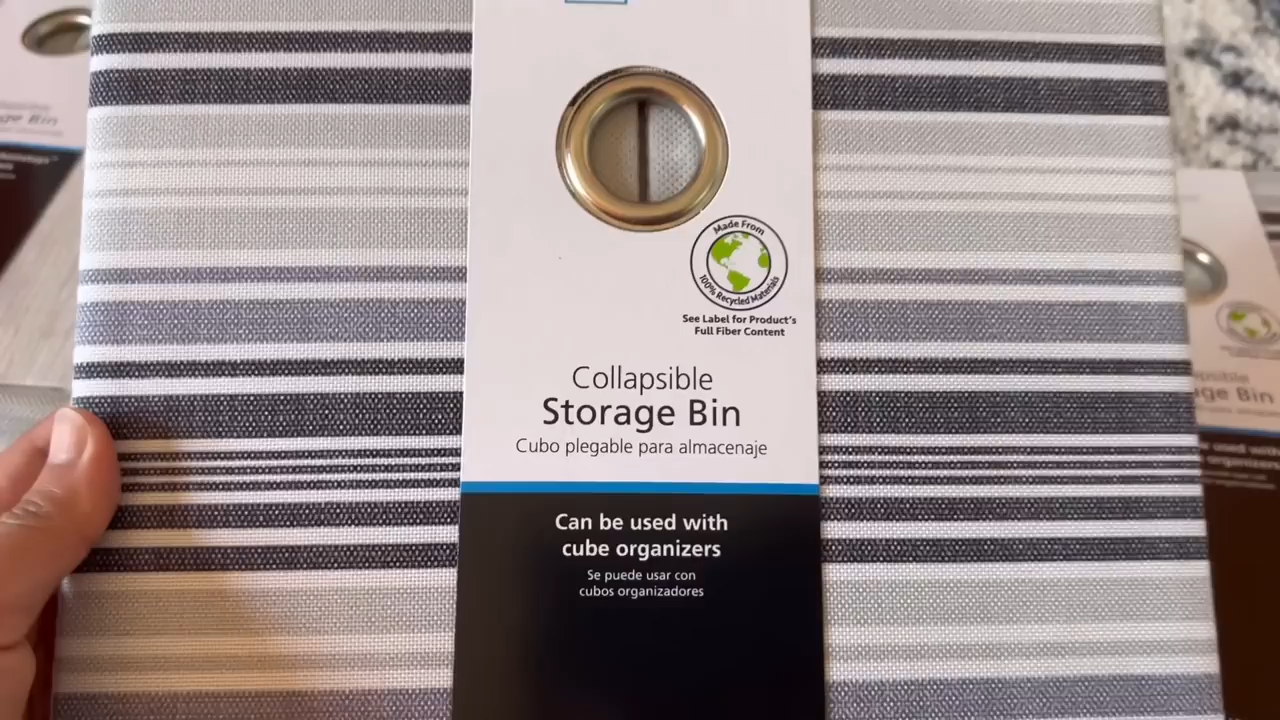 Made From
100% Recycled Materials
See Label for Product's
Full Fiber Content
Collapsible
Storage Bin
Cubo plegable para almacenaje
Can be used with
cube organizers
Se puede usar con
cubos organizadores